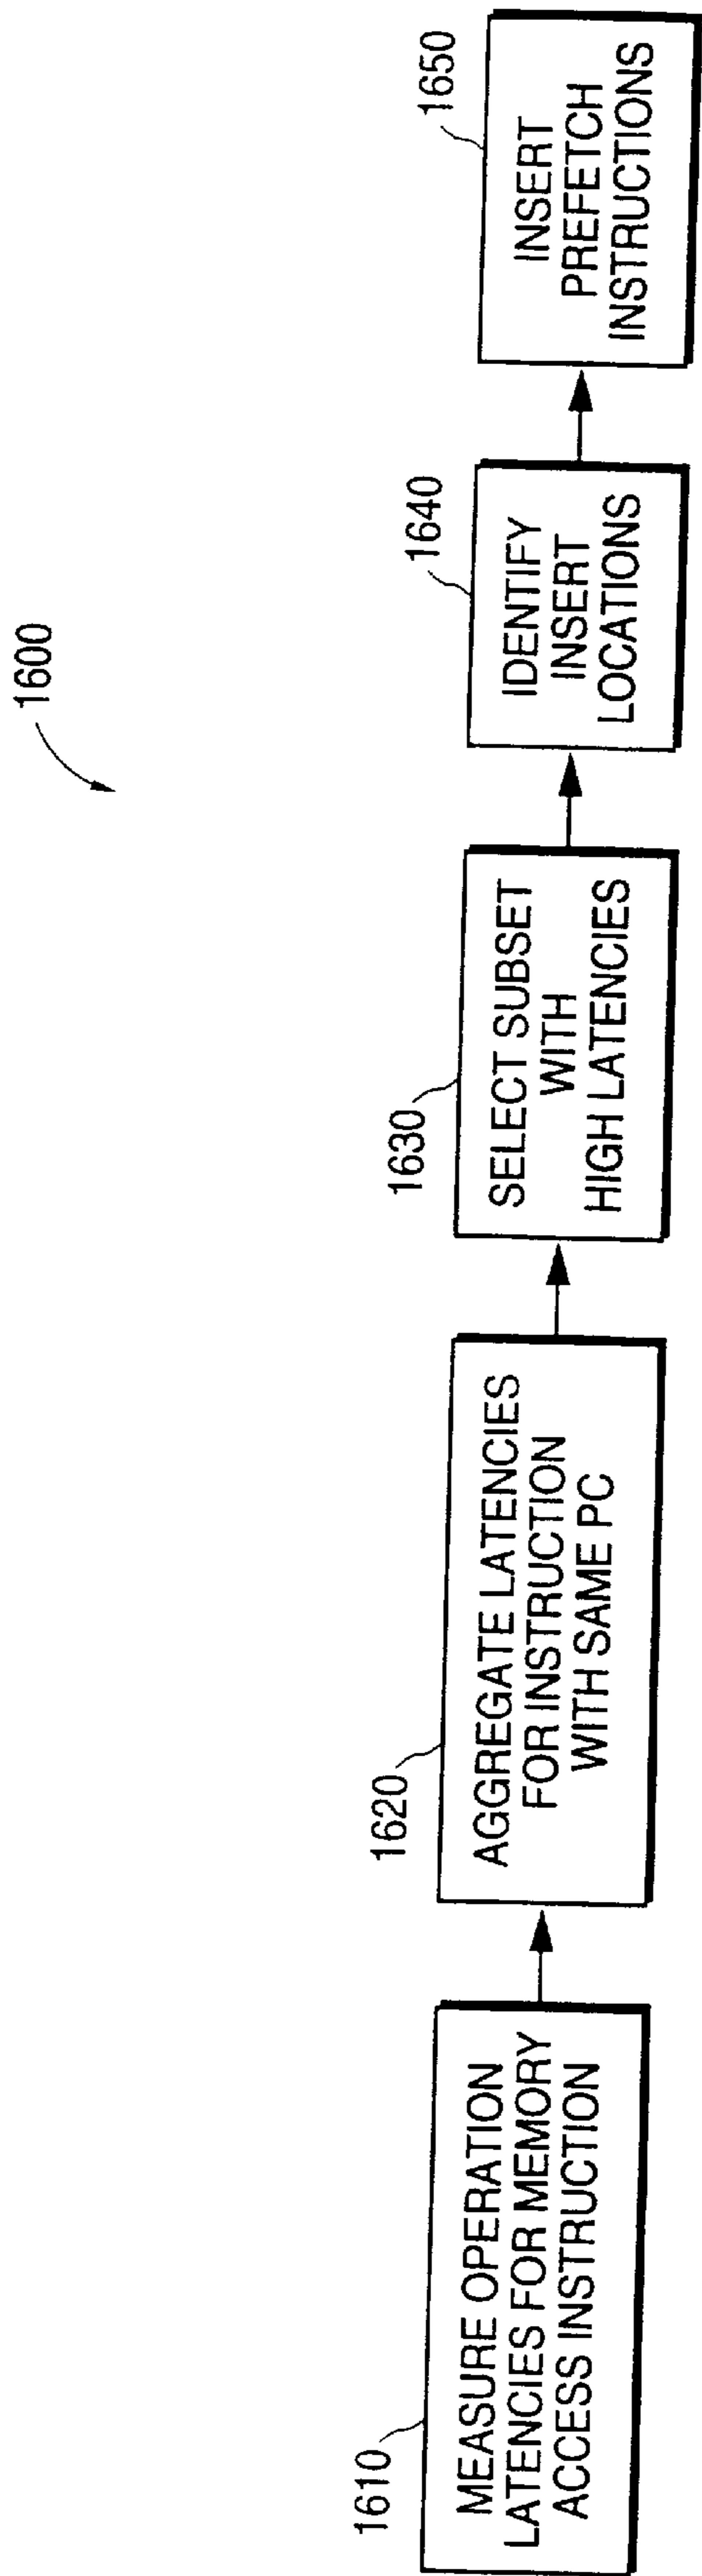 1600
1610
MEASURE OPERATION
LATENCIES FOR MEMORY
ACCESS INSTRUCTION
1620
AGGREGATE LATENCIES
FOR INSTRUCTION
WITH SAME PC
1630
SELECT SUBSET
WITH
HIGH LATENCIES
1640
IDENTIFY
INSERT
LOCATIONS
1650
INSERT
PREFETCH
INSTRUCTIONS